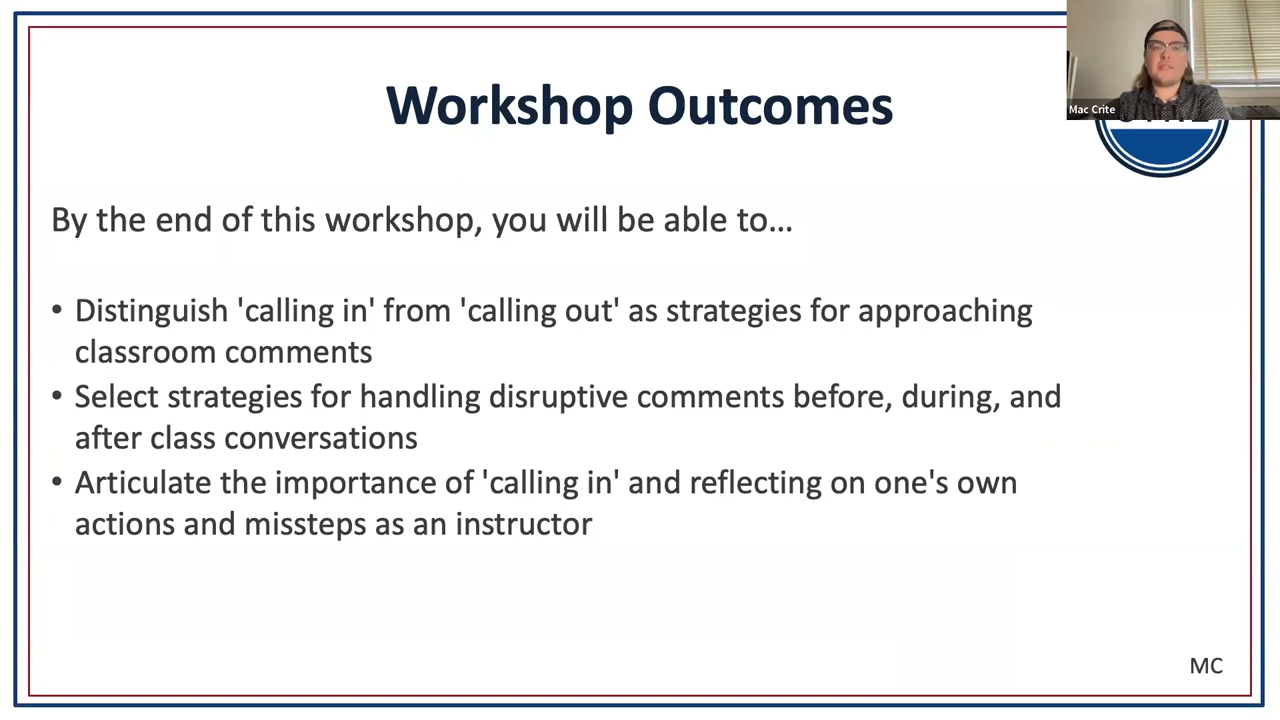 Workshop Outcomes
Mac Crite
By the end of this workshop, you will be able to...
• Distinguish 'calling in' from 'calling out' as strategies for approaching
classroom comments
• Select strategies for handling disruptive comments before, during, and
after class conversations
• Articulate the importance of 'calling in' and reflecting on one's own
actions and missteps as an instructor
MC